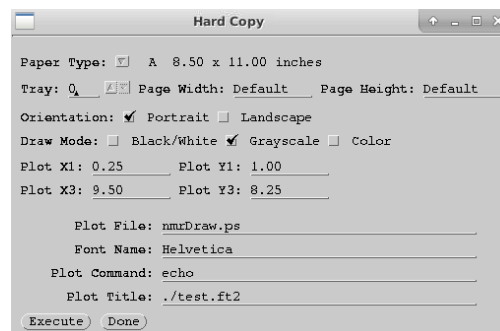 Hard Copy
Paper Type: A 8.50 x 11.00 inches
Tray: 0 Page Width: Default Page Height: Default
Orientation: Portrait Landscape
Draw Mode: Black/White Grayscale Color
Plot X1: 0.25 Plot Y1: 1.00
Plot X3: 9.50 Plot Y3: 8.25
Plot File: nmrDraw.ps
Font Name: Helvetica
Plot Command: echo
Plot Title: ./test.ft2
Execute Done